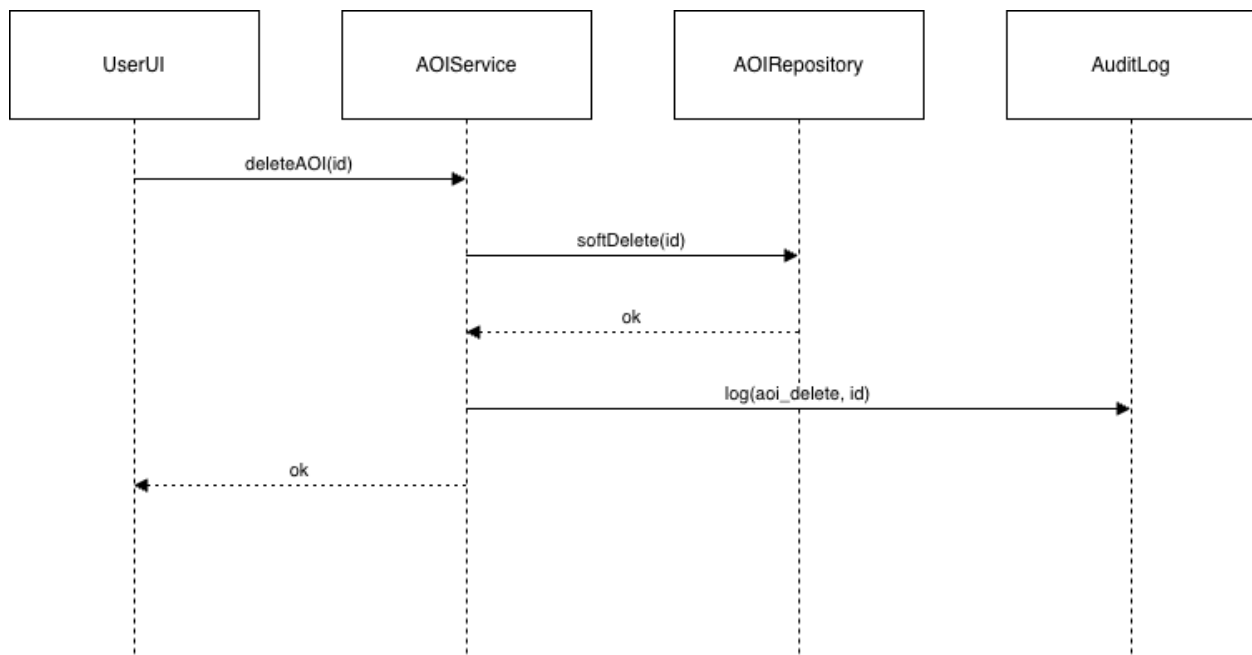 UserUI
AOIService
AOIRepository
AuditLog
deleteAOI(id)
softDelete(id)
ok
log(aoi_delete, id)
ok